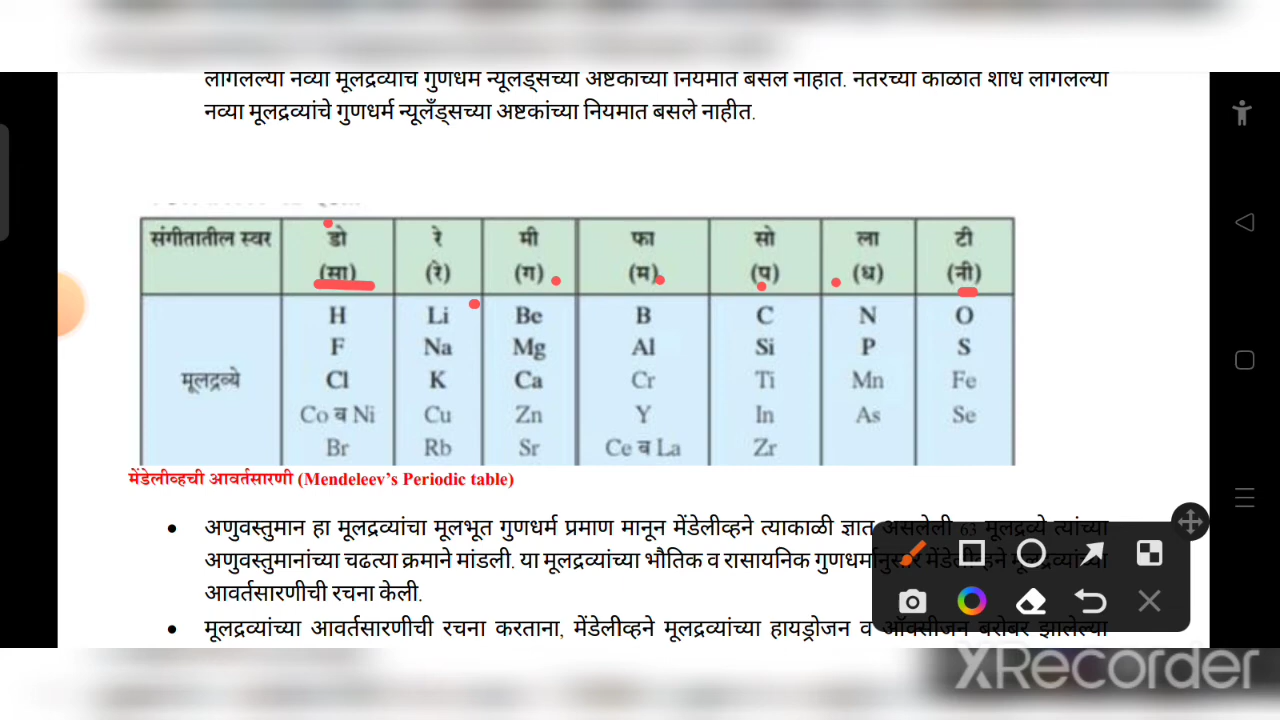 लागलेल्या नव्या मूलद्रव्यांचे गुणधर्म न्यूलँड्सच्या अष्टकांच्या नियमात बसले नाहीत. नंतरच्या काळात शोध लागलेल्या
नव्या मूलद्रव्यांचे गुणधर्म न्यूलँड्सच्या अष्टकांच्या नियमात बसले नाहीत.
संगीतातील स्वर डो रे मी फा सो ला टी
(सा) (रे) (ग) (म) (प) (ध) (नी)
H Li Be B C N O
F Na Mg Al Si P S
मूलद्रव्ये Cl K Ca Cr Ti Mn Fe
Co व Ni Cu Zn Y In As Se
Br Rb Sr Ce व La Zr
मेंडेलीव्हची आवर्तसारणी (Mendeleev’s Periodic table)
• अणुवस्तुमान हा मूलद्रव्यांचा मूलभूत गुणधर्म प्रमाण मानून मेंडेलीव्हने त्याकाळी ज्ञात असलेली 63 मूलद्रव्ये त्यांच्या
अणुवस्तुमानांच्या चढत्या क्रमाने मांडली. या मूलद्रव्यांच्या भौतिक व रासायनिक गुणधर्मानुसार मेंडेलीव्हने मूलद्रव्यांच्या
आवर्तसारणीची रचना केली.
• मूलद्रव्यांच्या आवर्तसारणीची रचना करताना, मेंडेलीव्हने मूलद्रव्यांच्या हायड्रोजन व ऑक्सीजन बरोबर झालेल्या
XRecorder